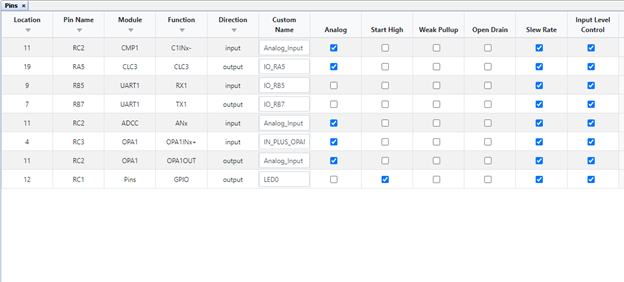 Pins ×
Location Pin Name Module Function Direction Custom Name Analog Start High Weak Pullup Open Drain Slew Rate Input Level Control
11 RC2 CMP1 C1INx- input Analog_Input
19 RA5 CLC3 CLC3 output IO_RA5
9 RB5 UART1 RX1 input IO_RB5
7 RB7 UART1 TX1 output IO_RB7
11 RC2 ADCC ANx input Analog_Input
4 RC3 OPA1 OPA1INx+ input IN_PLUS_OPA
11 RC2 OPA1 OPA1OUT output Analog_Input
12 RC1 Pins GPIO output LED0